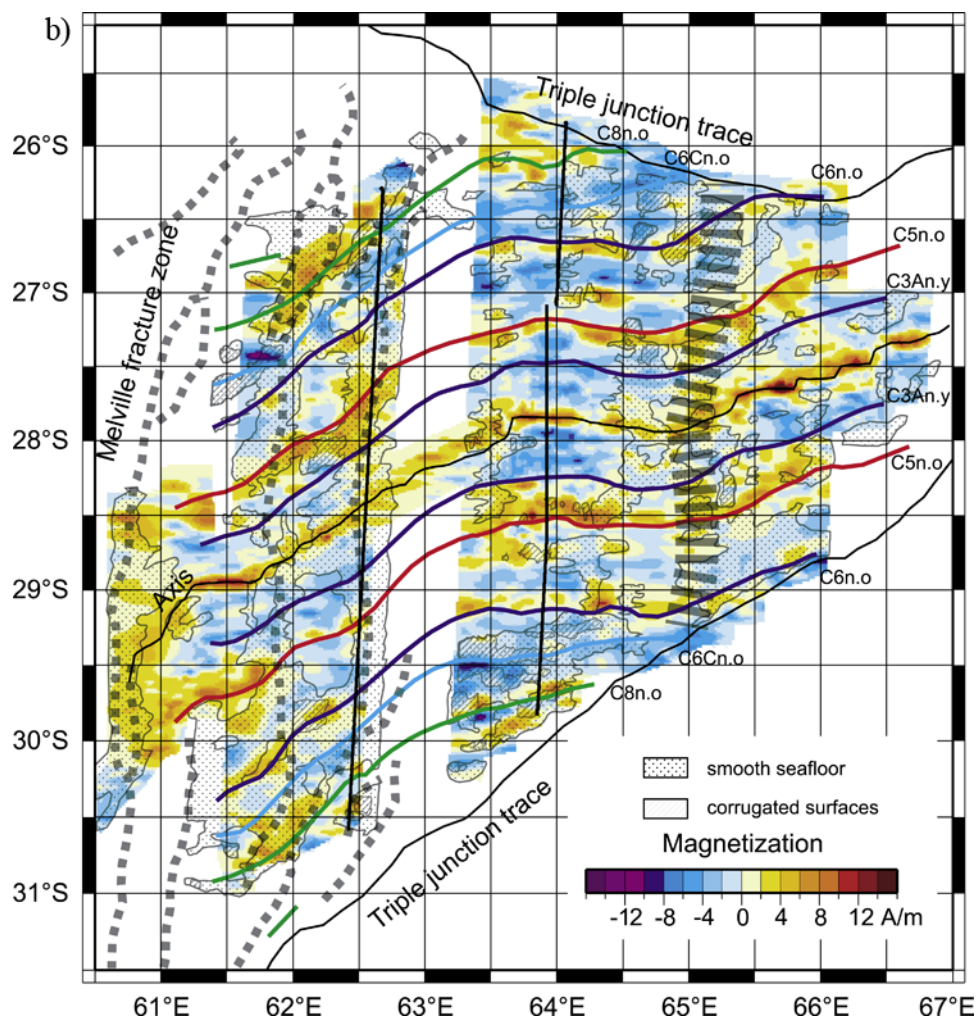 b)
Triple junction trace
C8n.o
C6Cn.o
C6n.o
C5n.o
C3An.y
C3An.y
C5n.o
C6n.o
C6Cn.o
C8n.o
Melville fracture zone
Axis
Triple junction trace
26°S
27°S
28°S
29°S
30°S
31°S
smooth seafloor
corrugated surfaces
Magnetization
-12 -8 -4 0 4 8 12 A/m
61°E 62°E 63°E 64°E 65°E 66°E 67°E